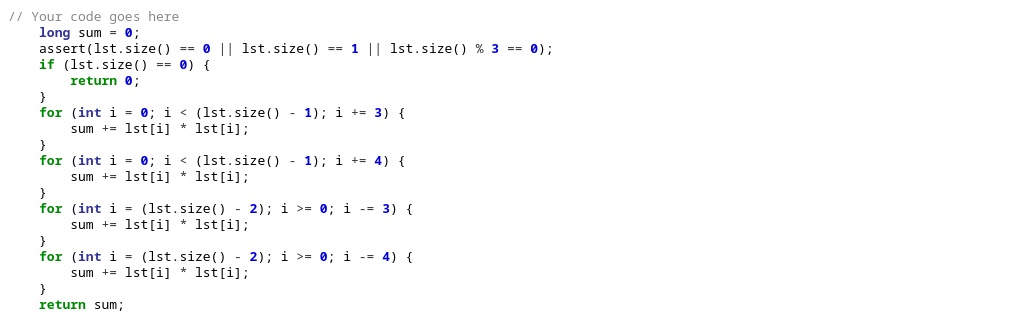 // Your code goes here
    long sum = 0;
    assert(lst.size() == 0 || lst.size() == 1 || lst.size() % 3 == 0);
    if (lst.size() == 0) {
        return 0;
    }
    for (int i = 0; i < (lst.size() - 1); i += 3) {
        sum += lst[i] * lst[i];
    }
    for (int i = 0; i < (lst.size() - 1); i += 4) {
        sum += lst[i] * lst[i];
    }
    for (int i = (lst.size() - 2); i >= 0; i -= 3) {
        sum += lst[i] * lst[i];
    }
    for (int i = (lst.size() - 2); i >= 0; i -= 4) {
        sum += lst[i] * lst[i];
    }
    return sum;